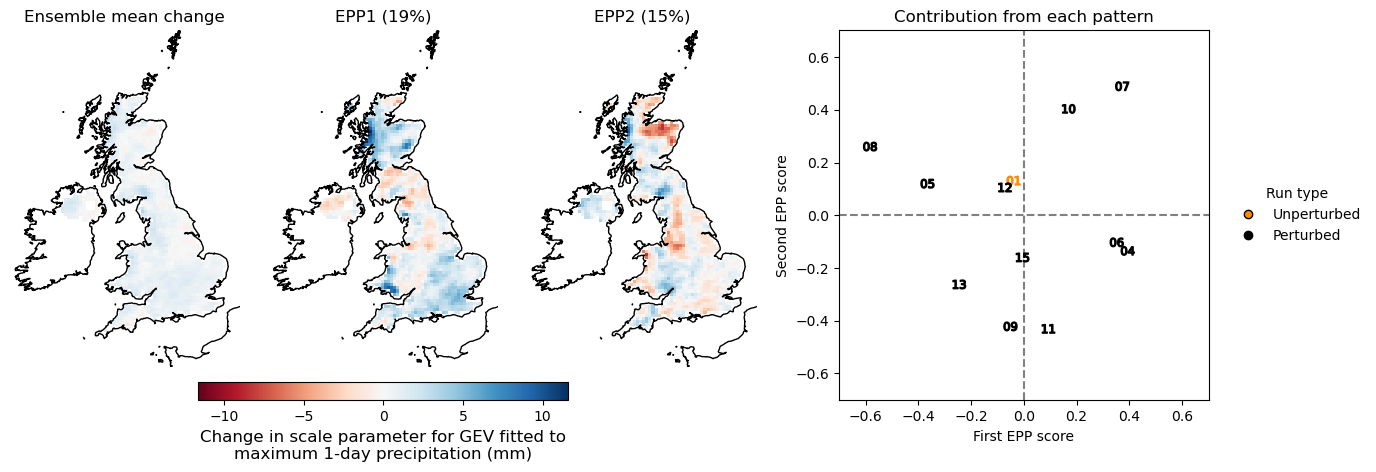 Ensemble mean change
EPP1 (19%)
EPP2 (15%)
Contribution from each pattern
0.6
0.4
0.2
0.0
−0.2
−0.4
−0.6
Second EPP score
07
10
08
05
01
12
06
04
15
13
09
11
−0.6
−0.4
−0.2
0.0
0.2
0.4
0.6
First EPP score
Run type
Unperturbed
Perturbed
−10
−5
0
5
10
Change in scale parameter for GEV fitted to
maximum 1-day precipitation (mm)